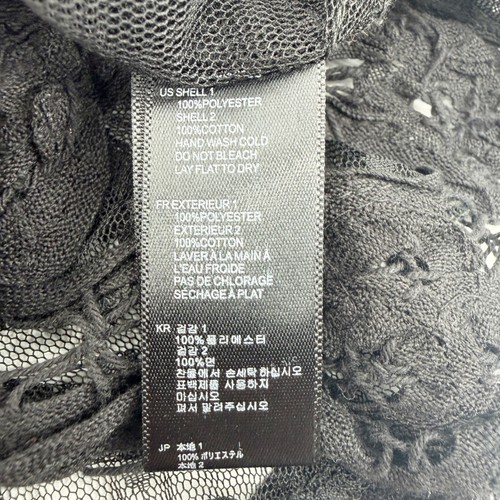 US SHELL 1
100%POLYESTER
SHELL 2
100%COTTON
HAND WASH COLD
DO NOT BLEACH
LAY FLAT TO DRY
FR EXTERIEUR 1
100%POLYESTER
EXTERIEUR 2
100%COTTON
LAVER À LA MAIN À
L'EAU FROIDE
PAS DE CHLORAGE
SÉCHAGE À PLAT
KR 겉감 1
100%폴리에스터
겉감 2
100%면
찬물에서 손세탁하십시오
표백제를 사용하지
마십시오
펴서 말려주십시오
JP 本地 1
100% ポリエステル
本地 2